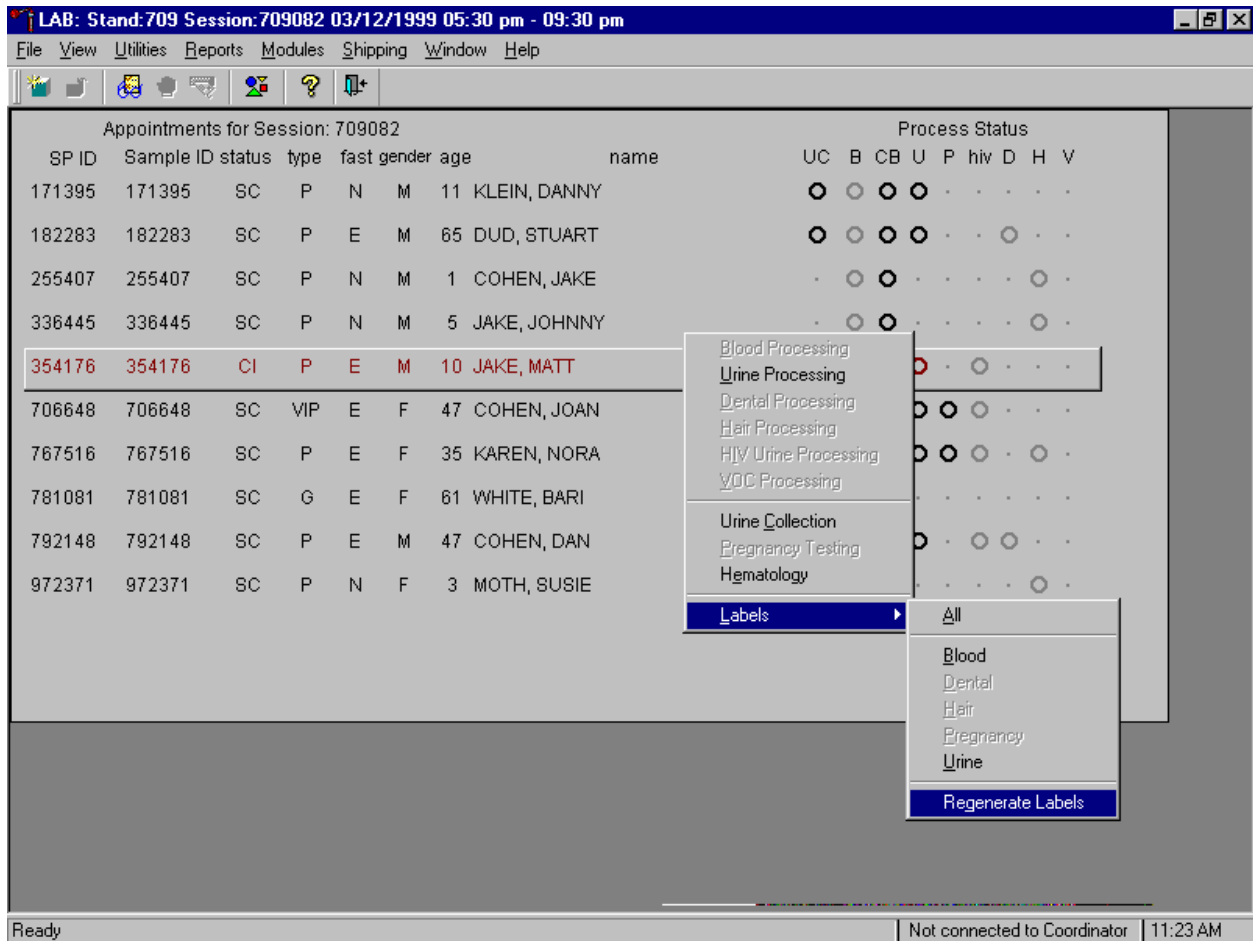 LAB: Stand:709 Session:709082 03/12/1999 05:30 pm - 09:30 pm
File View Utilities Reports Modules Shipping Window Help
Appointments for Session: 709082 Process Status
SP ID Sample ID status type fast gender age name UC B CB U P hiv D H V
171395 171395 SC P N M 11 KLEIN, DANNY
182283 182283 SC P E M 65 DUD, STUART
255407 255407 SC P N M 1 COHEN, JAKE
336445 336445 SC P N M 5 JAKE, JOHNNY
354176 354176 CI P E M 10 JAKE, MATT
706648 706648 SC VIP E F 47 COHEN, JOAN
767516 767516 SC P E F 35 KAREN, NORA
781081 781081 SC G E F 61 WHITE, BARI
792148 792148 SC P E M 47 COHEN, DAN
972371 972371 SC P N F 3 MOTH, SUSIE
Blood Processing
Urine Processing
Dental Processing
Hair Processing
HIV Urine Processing
VOC Processing
Urine Collection
Pregnancy Testing
Hematology
Labels
All
Blood
Dental
Hair
Pregnancy
Urine
Regenerate Labels
Ready Not connected to Coordinator 11:23 AM